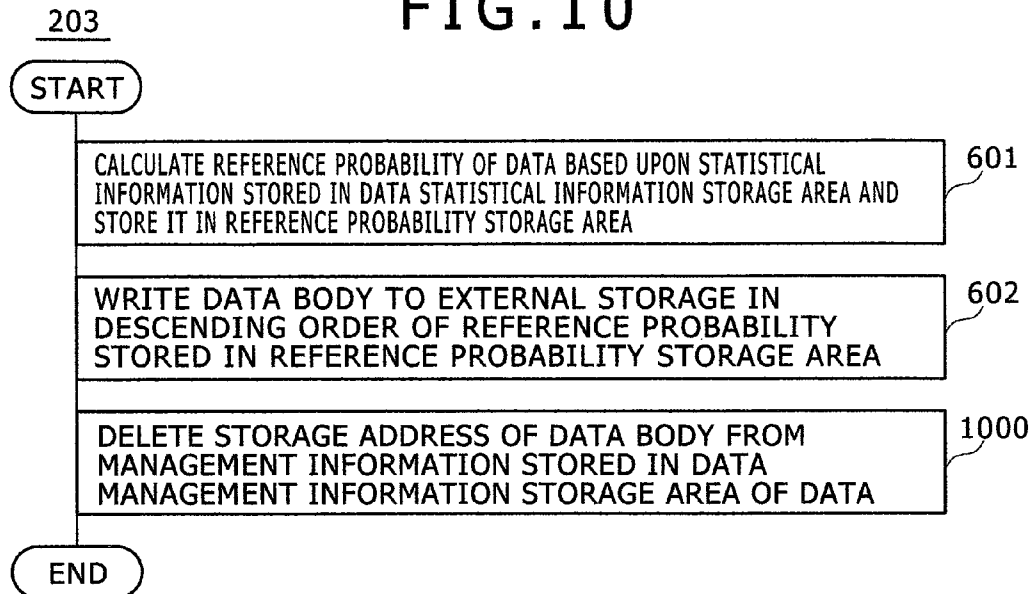 FIG.10
203
START
CALCULATE REFERENCE PROBABILITY OF DATA BASED UPON STATISTICAL
INFORMATION STORED IN DATA STATISTICAL INFORMATION STORAGE AREA AND
STORE IT IN REFERENCE PROBABILITY STORAGE AREA
601
WRITE DATA BODY TO EXTERNAL STORAGE IN
DESCENDING ORDER OF REFERENCE PROBABILITY
STORED IN REFERENCE PROBABILITY STORAGE AREA
602
DELETE STORAGE ADDRESS OF DATA BODY FROM
MANAGEMENT INFORMATION STORED IN DATA
MANAGEMENT INFORMATION STORAGE AREA OF DATA
1000
END